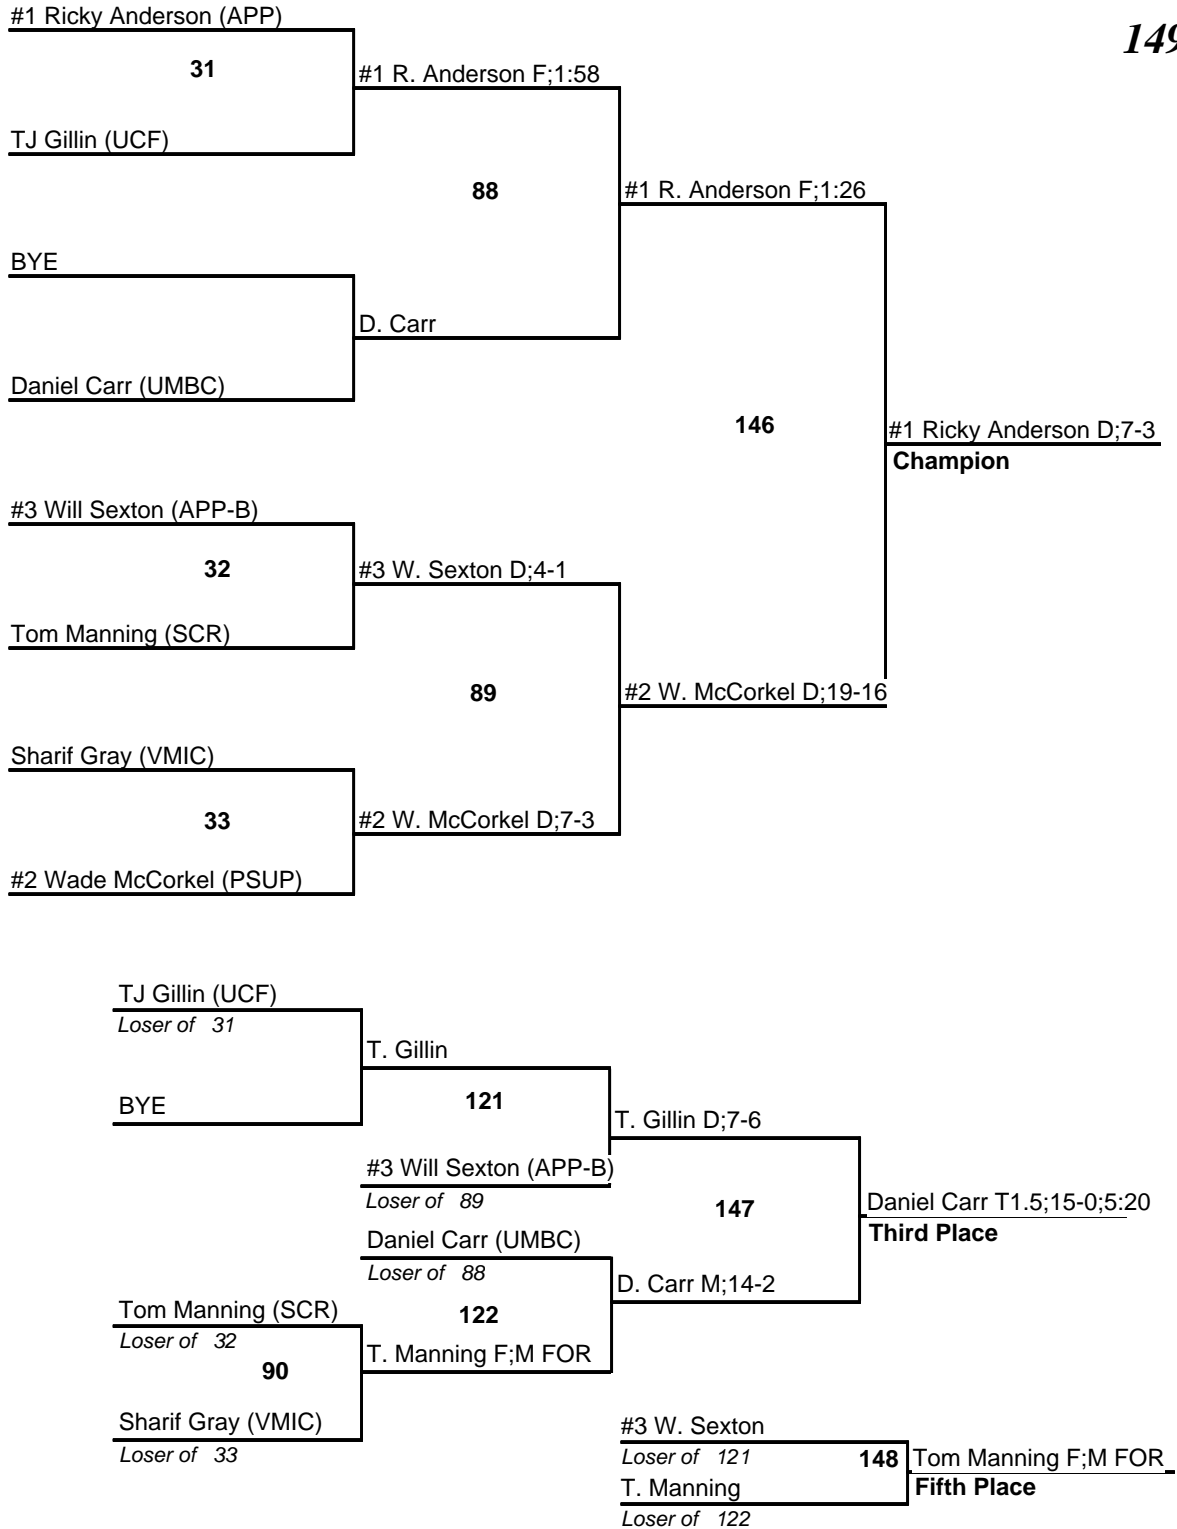 #1 Ricky Anderson (APP)
149
31
#1 R. Anderson F;1:58
TJ Gillin (UCF)
88
#1 R. Anderson F;1:26
BYE
D. Carr
Daniel Carr (UMBC)
146
#1 Ricky Anderson D;7-3
Champion
#3 Will Sexton (APP-B)
32
#3 W. Sexton D;4-1
Tom Manning (SCR)
89
#2 W. McCorkel D;19-16
Sharif Gray (VMIC)
33
#2 W. McCorkel D;7-3
#2 Wade McCorkel (PSUP)
TJ Gillin (UCF)
Loser of 31
T. Gillin
BYE
121
T. Gillin D;7-6
#3 Will Sexton (APP-B)
Loser of 89
147
Daniel Carr T1.5;15-0;5:20
Third Place
Daniel Carr (UMBC)
Loser of 88
D. Carr M;14-2
Tom Manning (SCR)
Loser of 32
122
90
T. Manning F;M FOR
Sharif Gray (VMIC)
Loser of 33
#3 W. Sexton
Loser of 121
148
Tom Manning F;M FOR
T. Manning
Fifth Place
Loser of 122